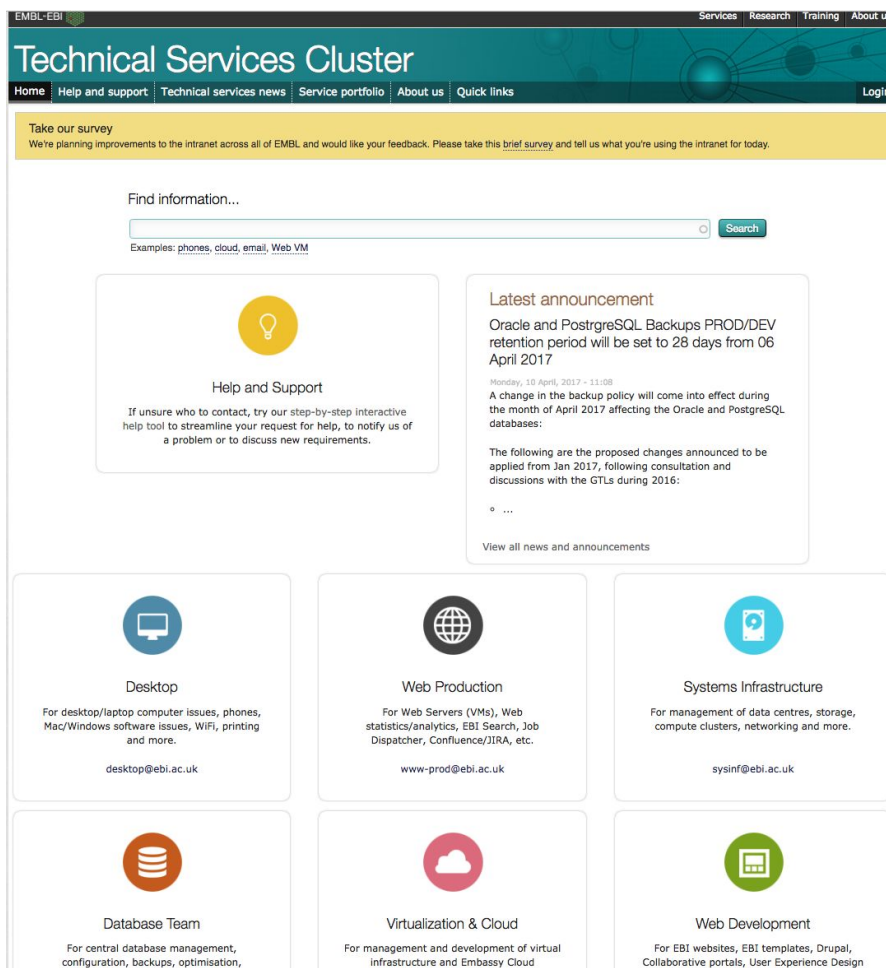 EMBL-EBI
Services Research Training About u
Technical Services Cluster
Home Help and support Technical services news Service portfolio About us Quick links Login
Take our survey
We're planning improvements to the intranet across all of EMBL and would like your feedback. Please take this brief survey and tell us what you're using the intranet for today.
Find information...
Search
Examples: phones, cloud, email, Web VM
Help and Support
If unsure who to contact, try our step-by-step interactive
help tool to streamline your request for help, to notify us of
a problem or to discuss new requirements.
Latest announcement
Oracle and PostrgreSQL Backups PROD/DEV
retention period will be set to 28 days from 06
April 2017
Monday, 10 April, 2017 - 11:08
A change in the backup policy will come into effect during
the month of April 2017 affecting the Oracle and PostgreSQL
databases:
The following are the proposed changes announced to be
applied from Jan 2017, following consultation and
discussions with the GTLs during 2016:
...
View all news and announcements
Desktop
For desktop/laptop computer issues, phones,
Mac/Windows software issues, WiFi, printing
and more.
desktop@ebi.ac.uk
Web Production
For Web Servers (VMs), Web
statistics/analytics, EBI Search, Job
Dispatcher, Confluence/JIRA, etc.
www-prod@ebi.ac.uk
Systems Infrastructure
For management of data centres, storage,
compute clusters, networking and more.
sysinf@ebi.ac.uk
Database Team
For central database management,
configuration, backups, optimisation,
Virtualization & Cloud
For management and development of virtual
infrastructure and Embassy Cloud
Web Development
For EBI websites, EBI templates, Drupal,
Collaborative portals, User Experience Design